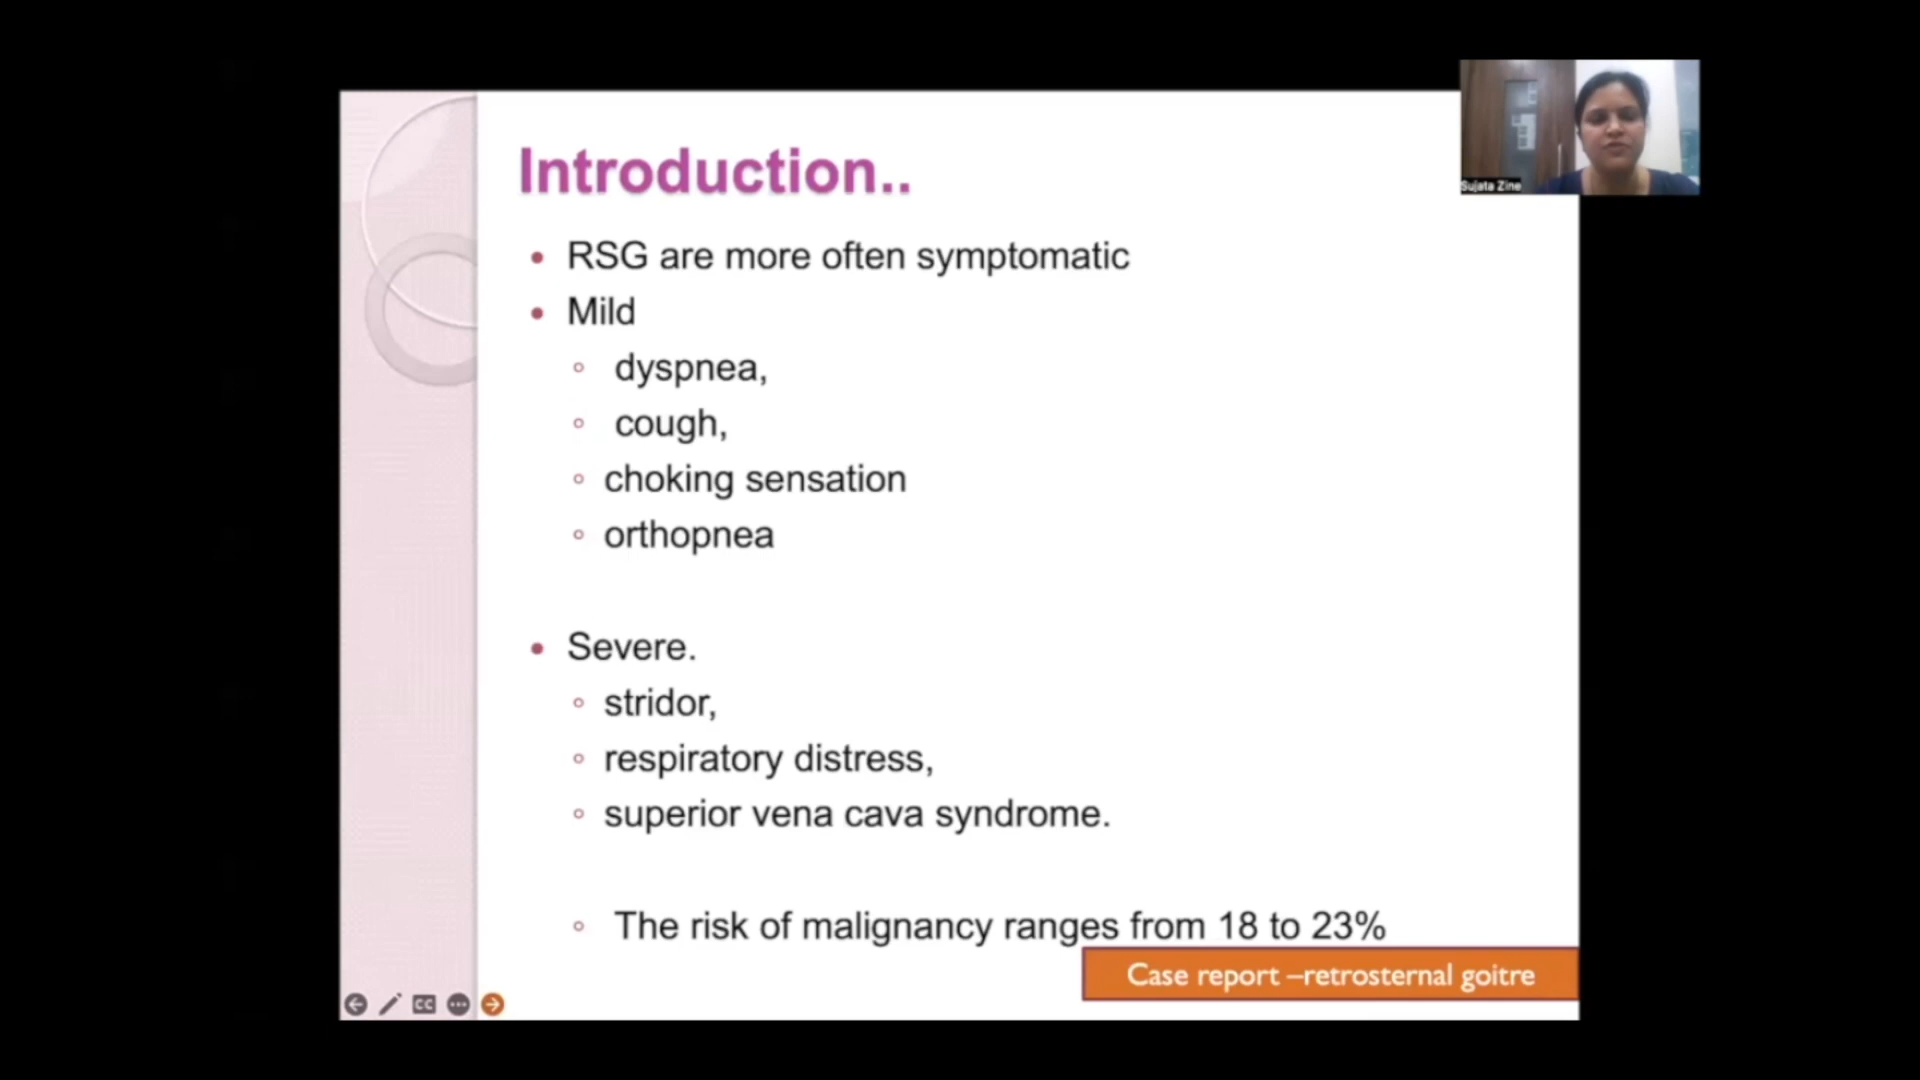 Introduction..
Sujata Zine
• RSG are more often symptomatic
• Mild
◦ dyspnea,
◦ cough,
◦ choking sensation
◦ orthopnea
• Severe.
◦ stridor,
◦ respiratory distress,
◦ superior vena cava syndrome.
◦ The risk of malignancy ranges from 18 to 23%
Case report –retrosternal goitre
CC